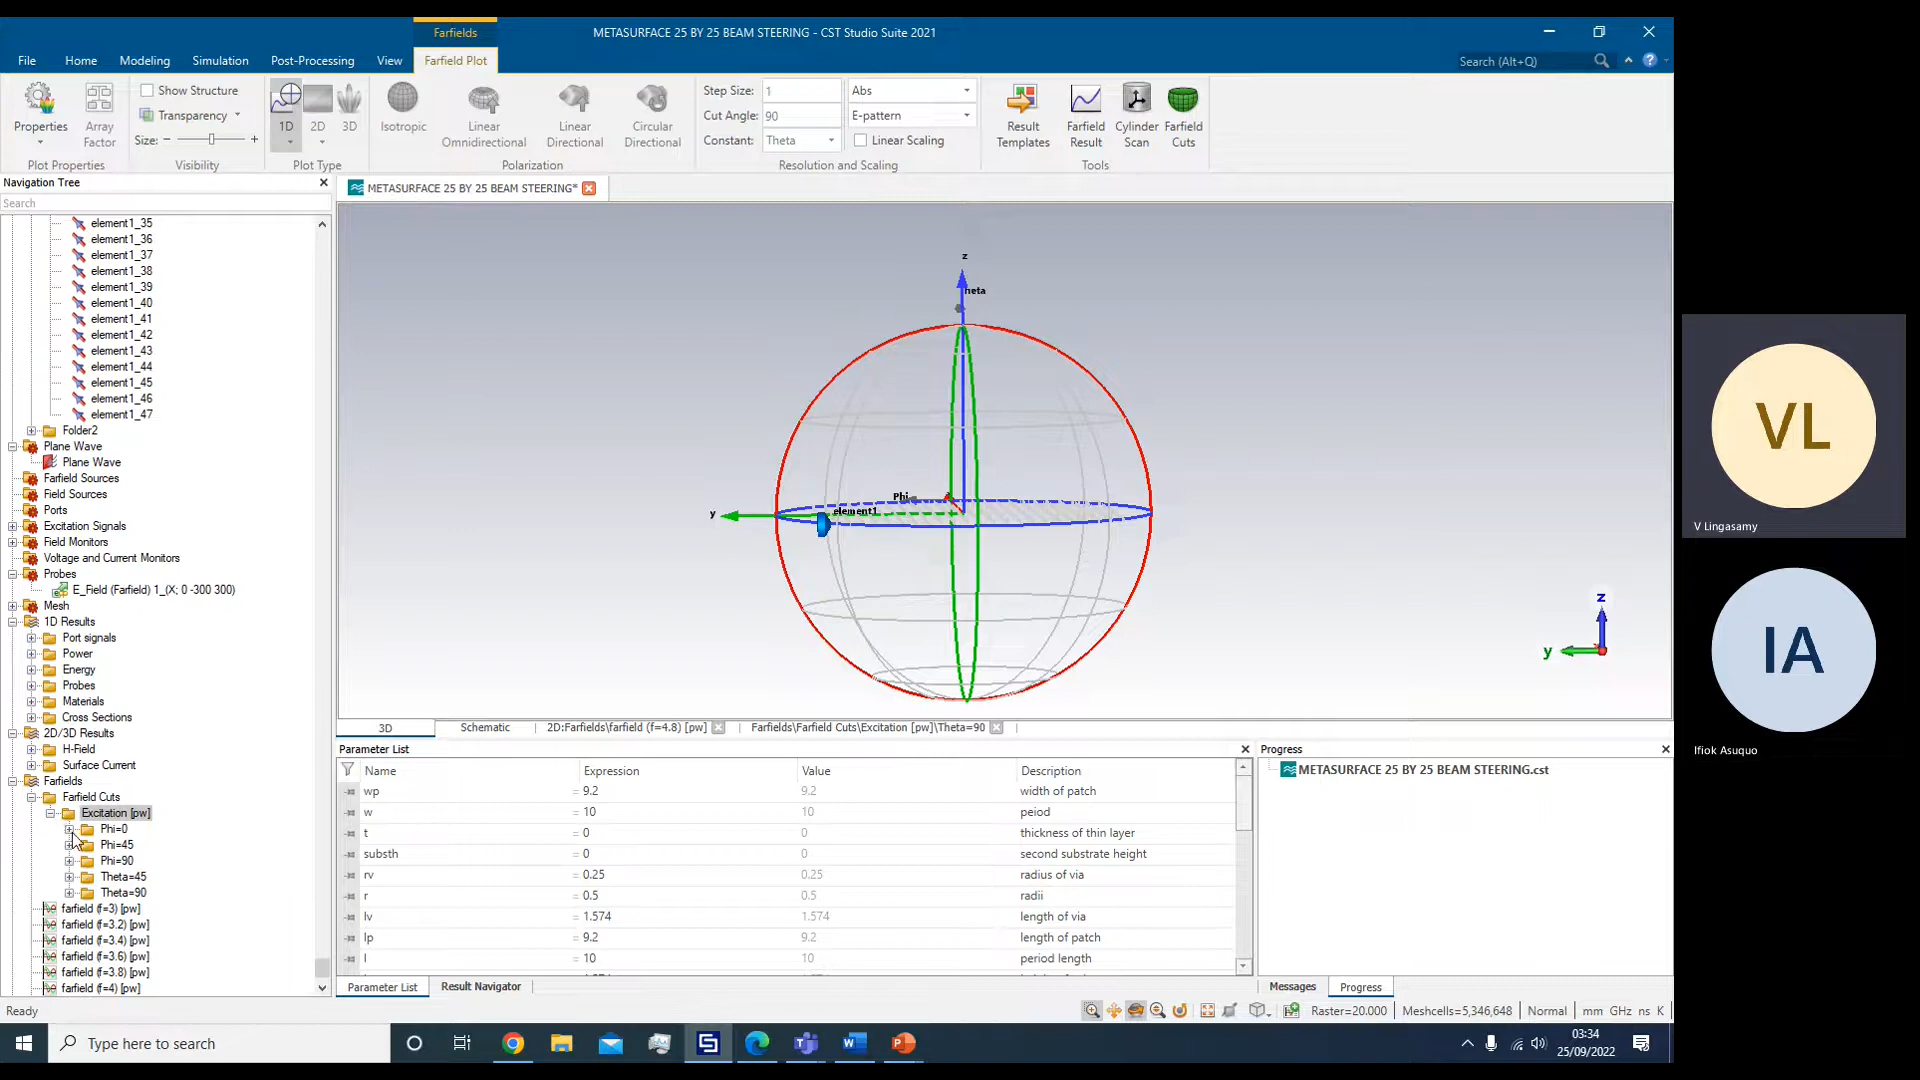 Farfields
METASURFACE 25 BY 25 BEAM STEERING - CST Studio Suite 2021
File Home Modeling Simulation Post-Processing View Farfield Plot
Search (Alt+Q)
Properties
Array Factor
Plot Properties
Show Structure
Transparency
Size: − +
Visibility
1D 2D 3D
Plot Type
Isotropic
Linear Omnidirectional
Linear Directional
Circular Directional
Polarization
Step Size: 1 Abs
Cut Angle: 90 E-pattern
Constant: Theta Linear Scaling
Resolution and Scaling
Result Templates
Farfield Result
Cylinder Scan
Farfield Cuts
Tools
Navigation Tree
Search
METASURFACE 25 BY 25 BEAM STEERING*
element1_35
element1_36
element1_37
element1_38
element1_39
element1_40
element1_41
element1_42
element1_43
element1_44
element1_45
element1_46
element1_47
Folder2
Plane Wave
Plane Wave
Farfield Sources
Field Sources
Ports
Excitation Signals
Field Monitors
Voltage and Current Monitors
Probes
E_Field (Farfield) 1_(X; 0 -300 300)
Mesh
1D Results
Port signals
Power
Energy
Probes
Materials
Cross Sections
2D/3D Results
H-Field
Surface Current
Farfields
Farfield Cuts
Excitation [pw]
Phi=0
Phi=45
Phi=90
Theta=45
Theta=90
farfield (f=3) [pw]
farfield (f=3.2) [pw]
farfield (f=3.4) [pw]
farfield (f=3.6) [pw]
farfield (f=3.8) [pw]
farfield (f=4) [pw]
z
heta
Phi
element1
y
z
y
3D Schematic 2D:Farfields\farfield (f=4.8) [pw] Farfields\Farfield Cuts\Excitation [pw]\Theta=90
Parameter List
Name Expression Value Description
wp = 9.2 9.2 width of patch
w = 10 10 peiod
t = 0 0 thickness of thin layer
substh = 0 0 second substrate height
rv = 0.25 0.25 radius of via
r = 0.5 0.5 radii
lv = 1.574 1.574 length of via
lp = 9.2 9.2 length of patch
l = 10 10 period length
Parameter List Result Navigator
Progress
METASURFACE 25 BY 25 BEAM STEERING.cst
Messages Progress
Ready
Raster=20.000 Meshcells=5,346,648 Normal mm GHz ns K
Type here to search
03:34
25/09/2022
VL
V Lingasamy
IA
Ifiok Asuquo